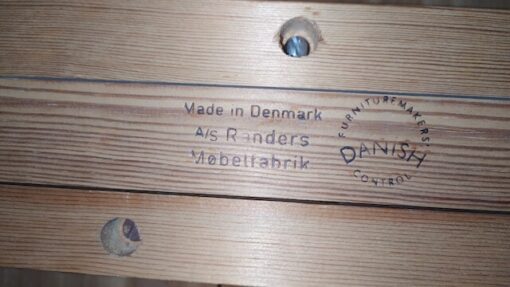 Made in Denmark
A/S Randers
Møbelfabrik
FURNITUREMAKERS'
DANISH
CONTROL